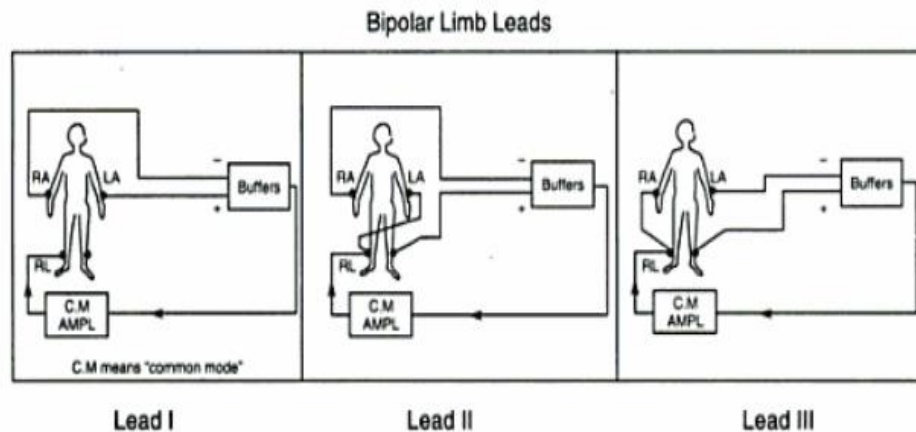 Bipolar Limb Leads
RA
LA
−
+
Buffers
RL
C.M
AMPL
C.M means "common mode"
RA
LA
−
+
Buffers
RL
C.M
AMPL
RA
LA
−
+
Buffers
RL
C.M
AMPL
Lead I
Lead II
Lead III